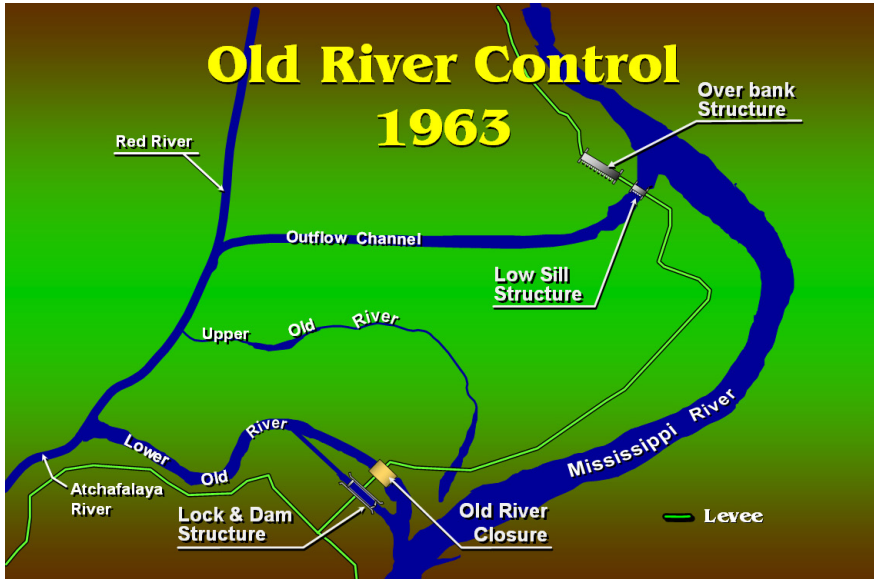 Old River Control
1963
Over bank
Structure
Red River
Outflow Channel
Low Sill
Structure
Upper Old River
Mississippi River
Lower Old River
Atchafalaya
River
Lock & Dam
Structure
Old River
Closure
Levee